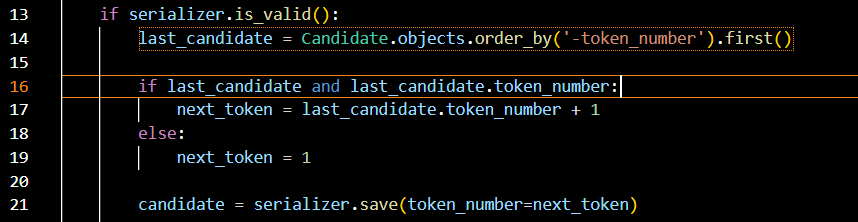 13 if serializer.is_valid():
14 last_candidate = Candidate.objects.order_by('-token_number').first()
15
16 if last_candidate and last_candidate.token_number:
17 next_token = last_candidate.token_number + 1
18 else:
19 next_token = 1
20
21 candidate = serializer.save(token_number=next_token)